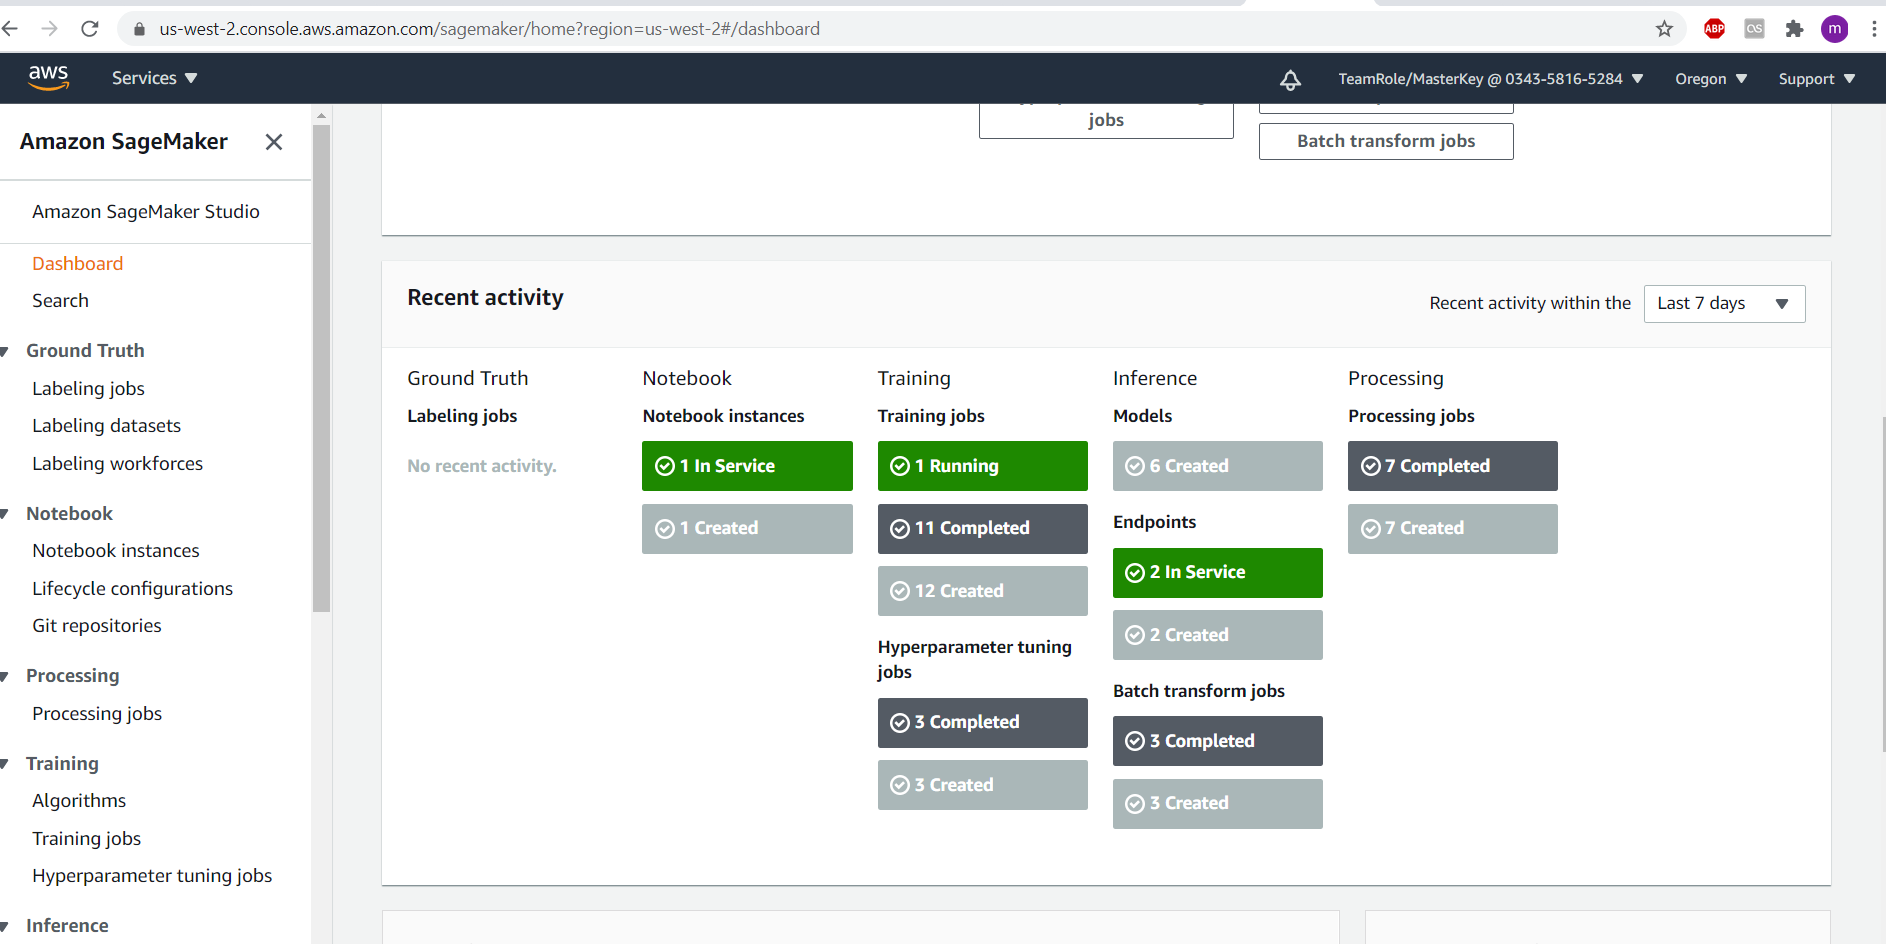 us-west-2.console.aws.amazon.com/sagemaker/home?region=us-west-2#/dashboard
ABP
m
aws
Services
TeamRole/MasterKey @ 0343-5816-5284
Oregon
Support
Amazon SageMaker
Amazon SageMaker Studio
Dashboard
Search
Ground Truth
Labeling jobs
Labeling datasets
Labeling workforces
Notebook
Notebook instances
Lifecycle configurations
Git repositories
Processing
Processing jobs
Training
Algorithms
Training jobs
Hyperparameter tuning jobs
Inference
jobs
Batch transform jobs
Recent activity
Recent activity within the
Last 7 days
Ground Truth
Labeling jobs
No recent activity.
Notebook
Notebook instances
1 In Service
1 Created
Training
Training jobs
1 Running
11 Completed
12 Created
Hyperparameter tuning
jobs
3 Completed
3 Created
Inference
Models
6 Created
Endpoints
2 In Service
2 Created
Batch transform jobs
3 Completed
3 Created
Processing
Processing jobs
7 Completed
7 Created